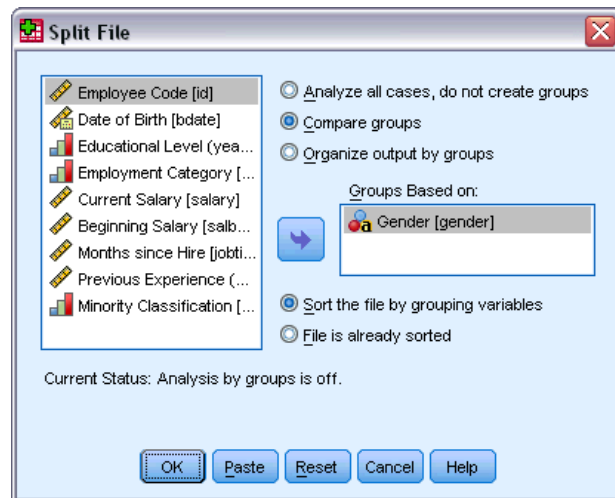 Split File
Employee Code [id]
Date of Birth [bdate]
Educational Level (yea...
Employment Category [...
Current Salary [salary]
Beginning Salary [salb...
Months since Hire [jobti...
Previous Experience (...
Minority Classification [...
Analyze all cases, do not create groups
Compare groups
Organize output by groups
Groups Based on:
a Gender [gender]
Sort the file by grouping variables
File is already sorted
Current Status: Analysis by groups is off.
OK Paste Reset Cancel Help